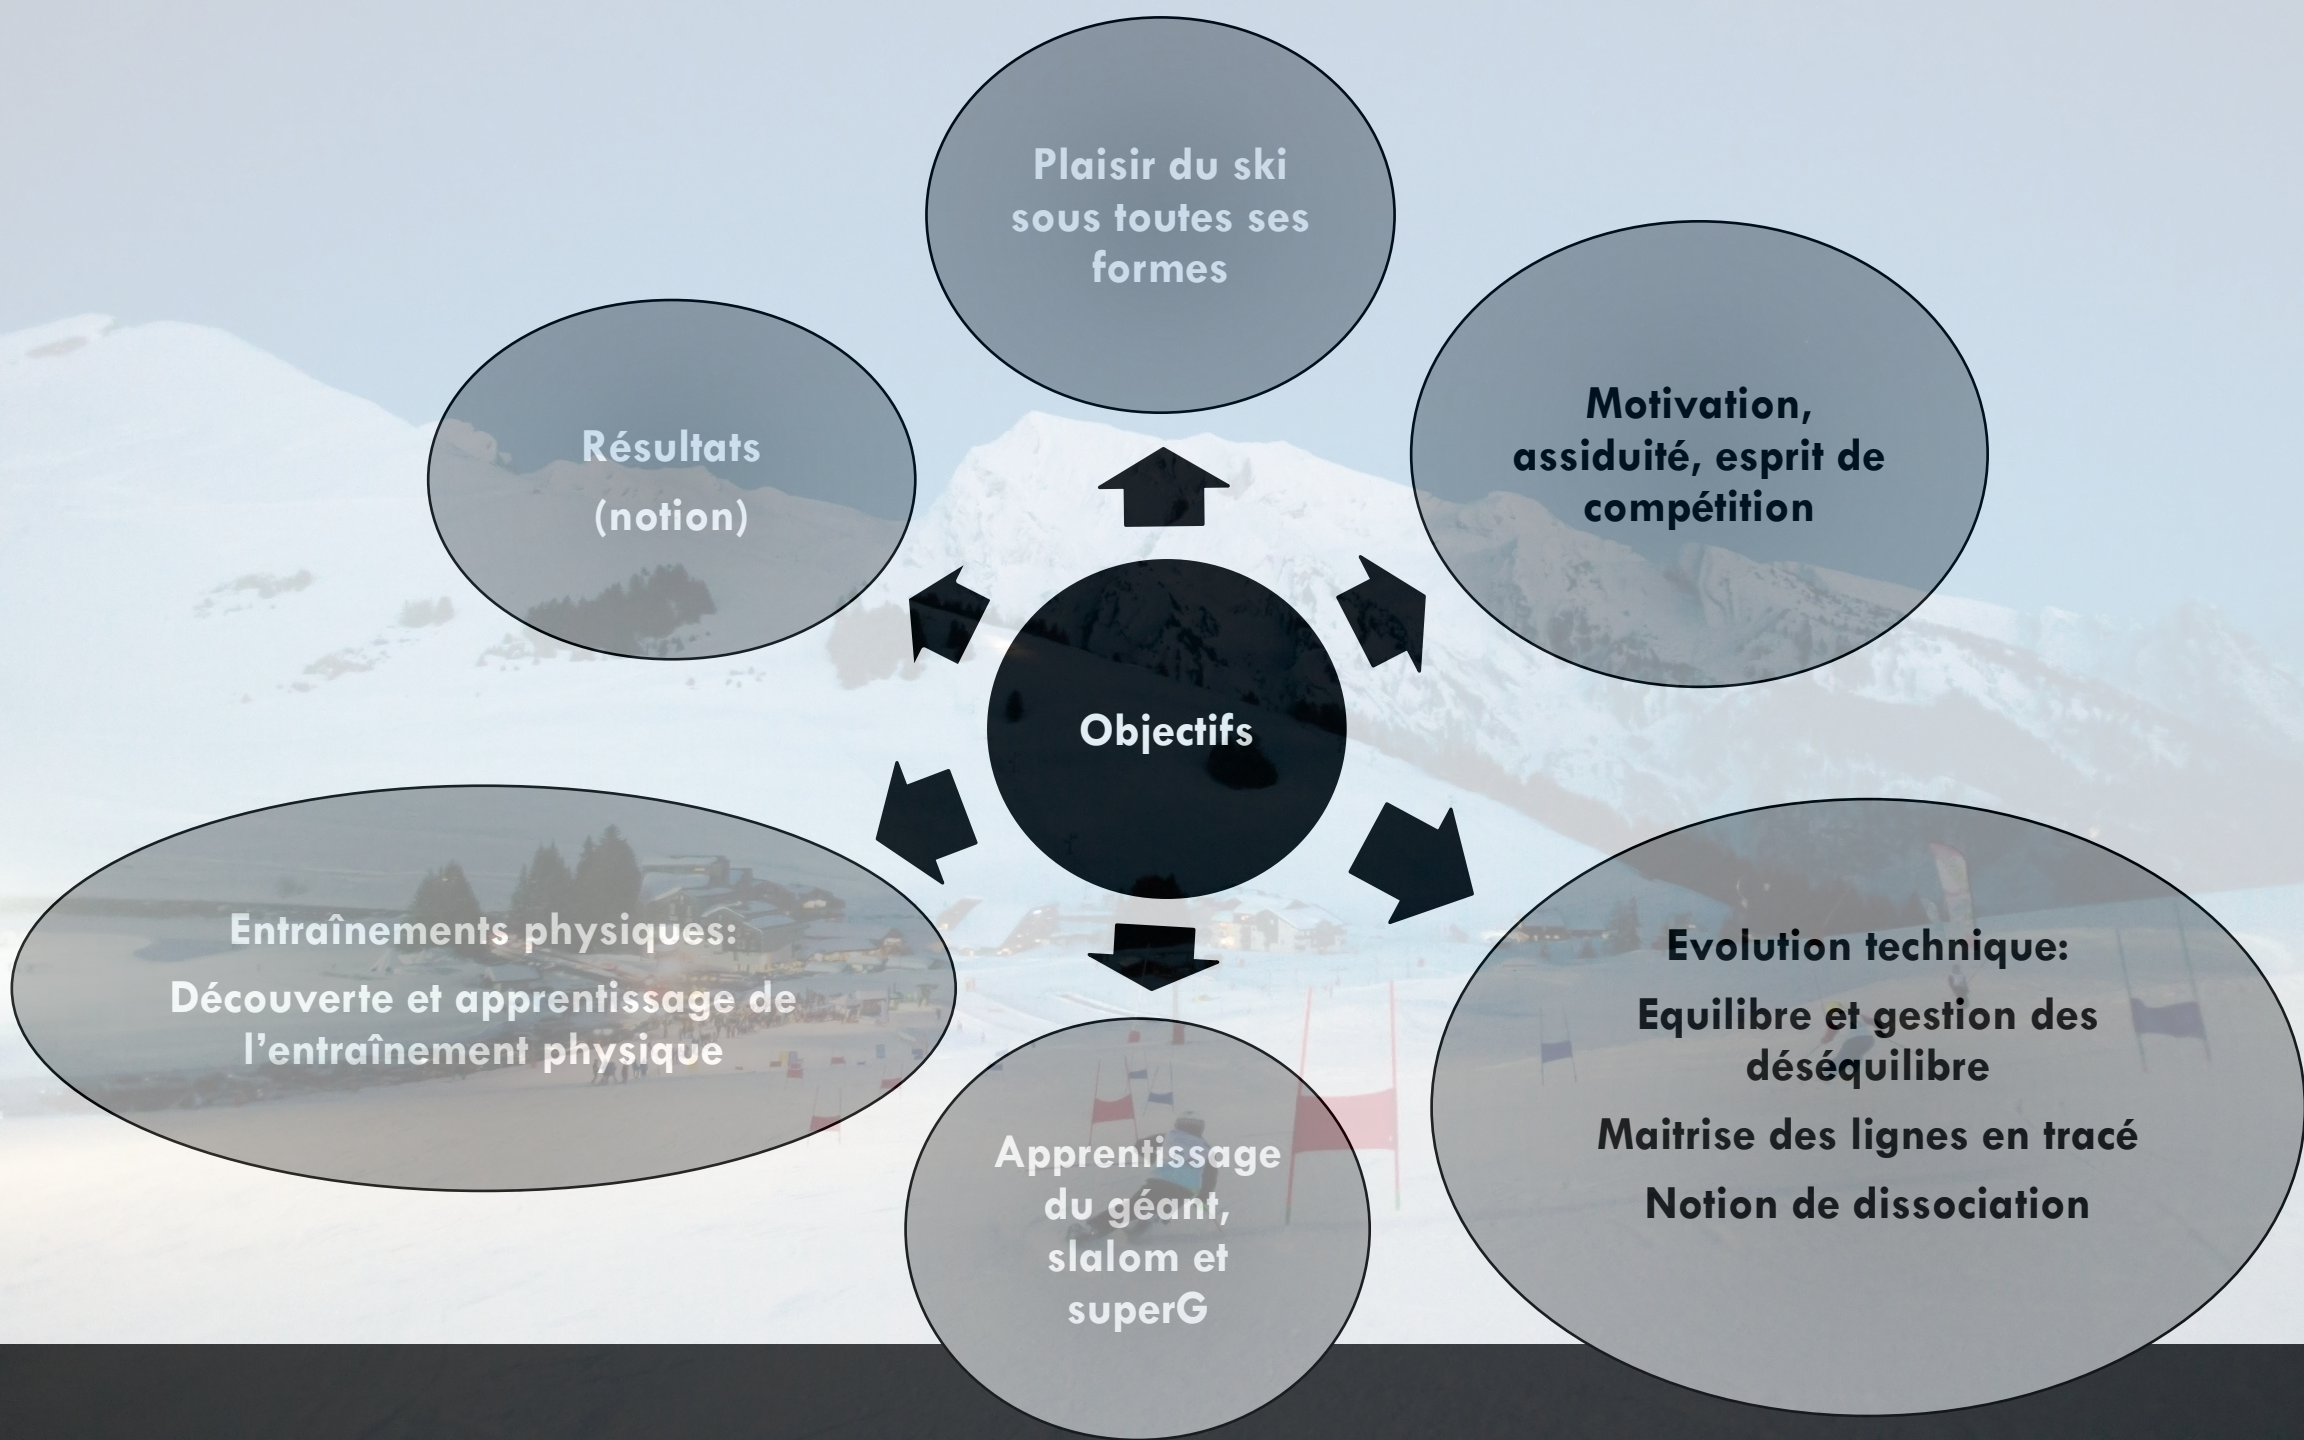 Plaisir du ski
sous toutes ses
formes
Motivation,
assiduité, esprit de
compétition
Résultats
(notion)
Objectifs
Entraînements physiques:
Découverte et apprentissage de
l’entraînement physique
Evolution technique:
Equilibre et gestion des
déséquilibre
Maitrise des lignes en tracé
Notion de dissociation
Apprentissage
du géant,
slalom et
superG